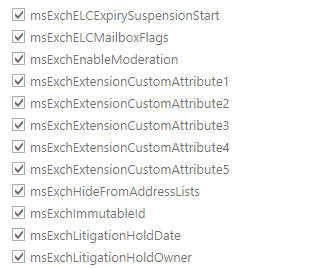 msExchELCExpirySuspensionStart
msExchELCMailboxFlags
msExchEnableModeration
msExchExtensionCustomAttribute1
msExchExtensionCustomAttribute2
msExchExtensionCustomAttribute3
msExchExtensionCustomAttribute4
msExchExtensionCustomAttribute5
msExchHideFromAddressLists
msExchImmutableId
msExchLitigationHoldDate
msExchLitigationHoldOwner